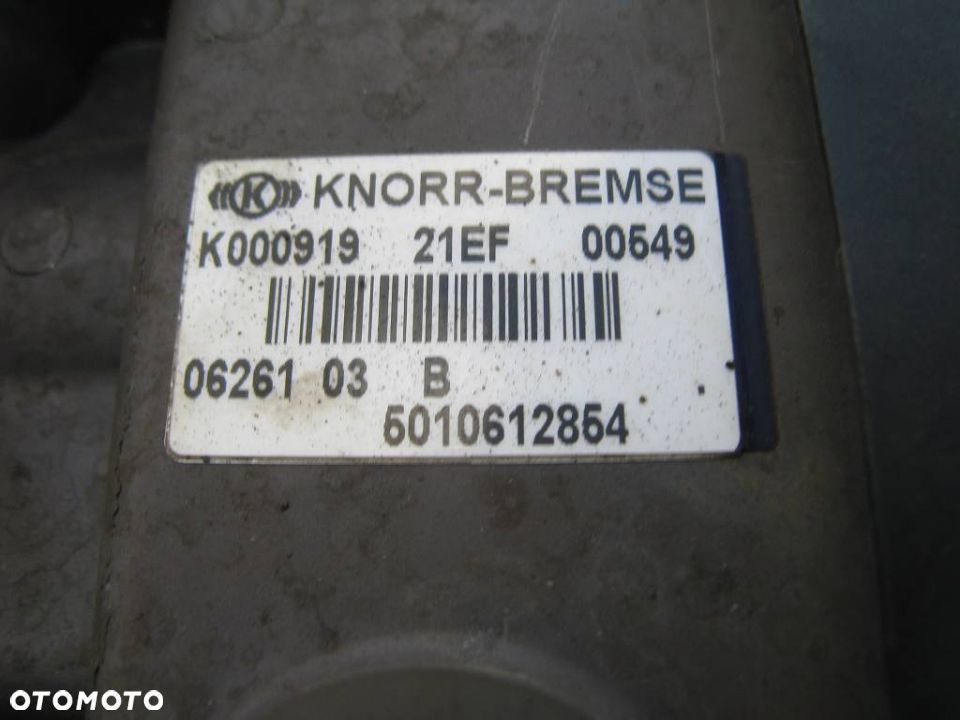 K KNORR-BREMSE
K000919 21EF 00549
06261 03 B
5010612854
OTOMOTO